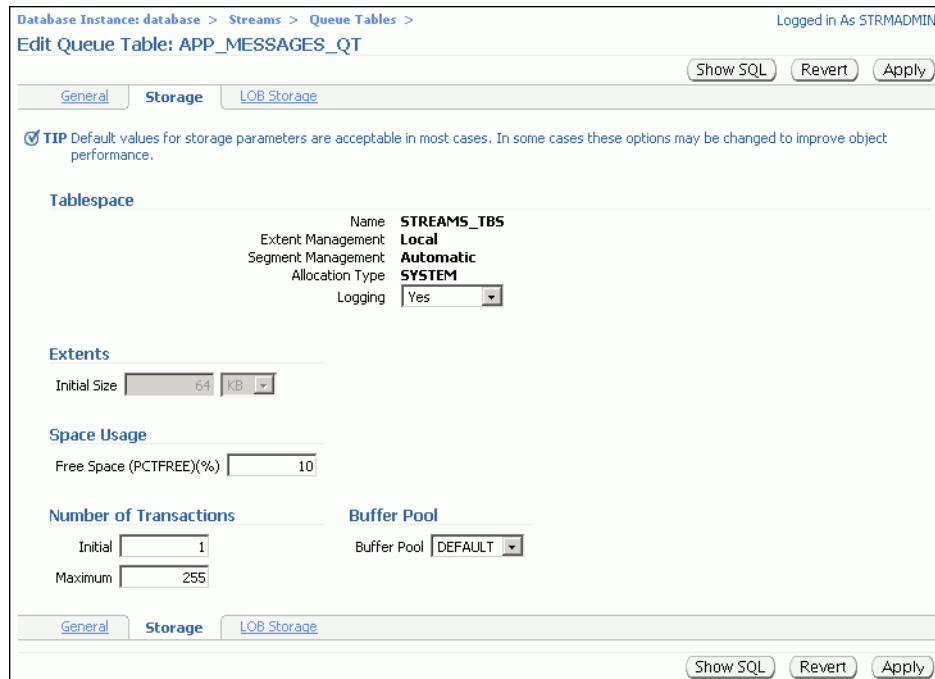 Database Instance: database > Streams > Queue Tables >
Logged in As STRMADMIN
Edit Queue Table: APP_MESSAGES_QT
Show SQL Revert Apply
General Storage LOB Storage
TIP Default values for storage parameters are acceptable in most cases. In some cases these options may be changed to improve object
performance.
Tablespace
Name STREAMS_TBS
Extent Management Local
Segment Management Automatic
Allocation Type SYSTEM
Logging Yes
Extents
Initial Size 64 KB
Space Usage
Free Space (PCTFREE)(%) 10
Number of Transactions
Buffer Pool
Initial 1
Buffer Pool DEFAULT
Maximum 255
General Storage LOB Storage
Show SQL Revert Apply